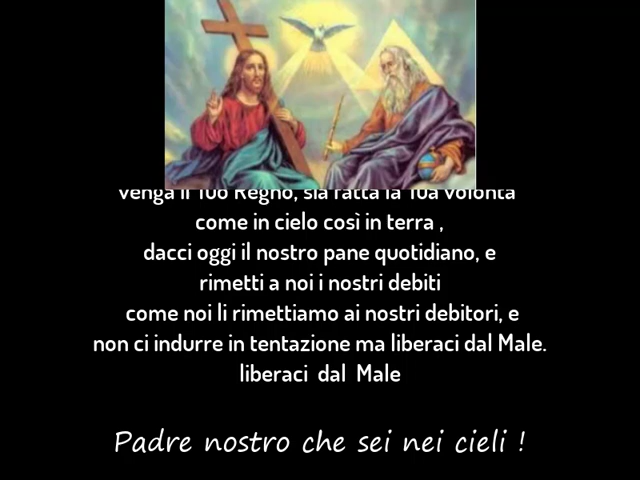 venga il Tuo Regno, sia fatta la Tua volontà
come in cielo così in terra ,
dacci oggi il nostro pane quotidiano, e
rimetti a noi i nostri debiti
come noi li rimettiamo ai nostri debitori, e
non ci indurre in tentazione ma liberaci dal Male.
liberaci dal Male
Padre nostro che sei nei cieli !